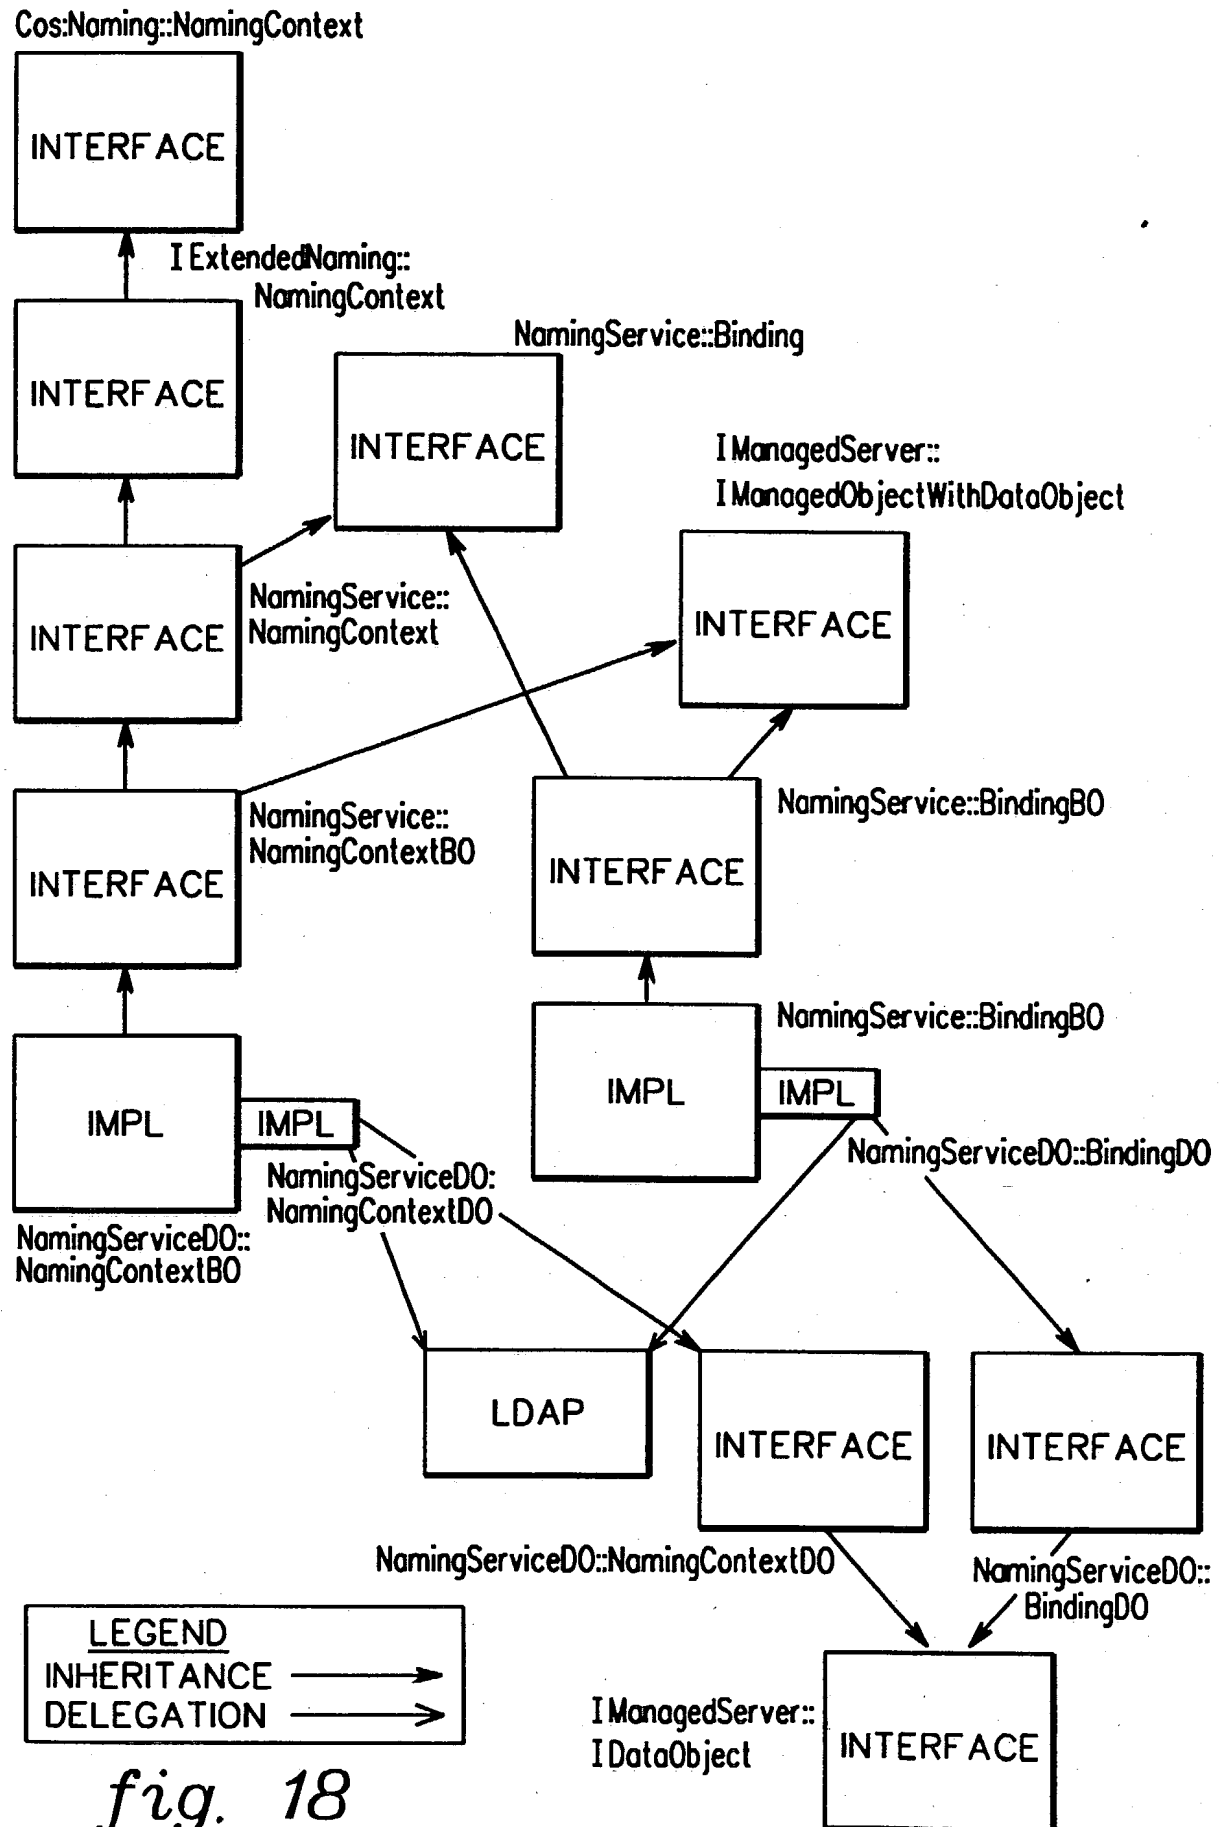 Cos:Naming::NamingContext
INTERFACE
IExtendedNaming::
NamingContext
INTERFACE
NamingService::Binding
INTERFACE
IManagedServer::
IManagedObjectWithDataObject
INTERFACE
NamingService::
NamingContext
INTERFACE
NamingService::
NamingContextBO
INTERFACE
NamingService::BindingBO
INTERFACE
NamingService::BindingBO
IMPL
IMPL
NamingServiceDO::BindingDO
IMPL
IMPL
NamingServiceDO:
NamingContextDO
NamingServiceDO::
NamingContextBO
LDAP
INTERFACE
INTERFACE
NamingServiceDO::NamingContextDO
NamingServiceDO::
BindingDO
LEGEND
INHERITANCE
DELEGATION
IManagedServer::
IDataObject
INTERFACE
fig. 18